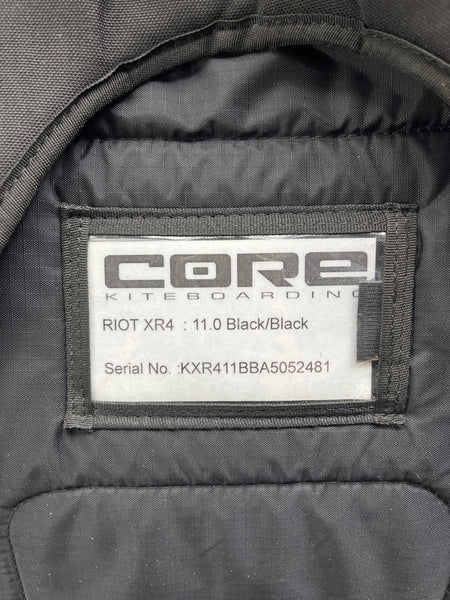 CORE
KITEBOARDING
RIOT XR4 : 11.0 Black/Black
Serial No. :KXR411BBA5052481